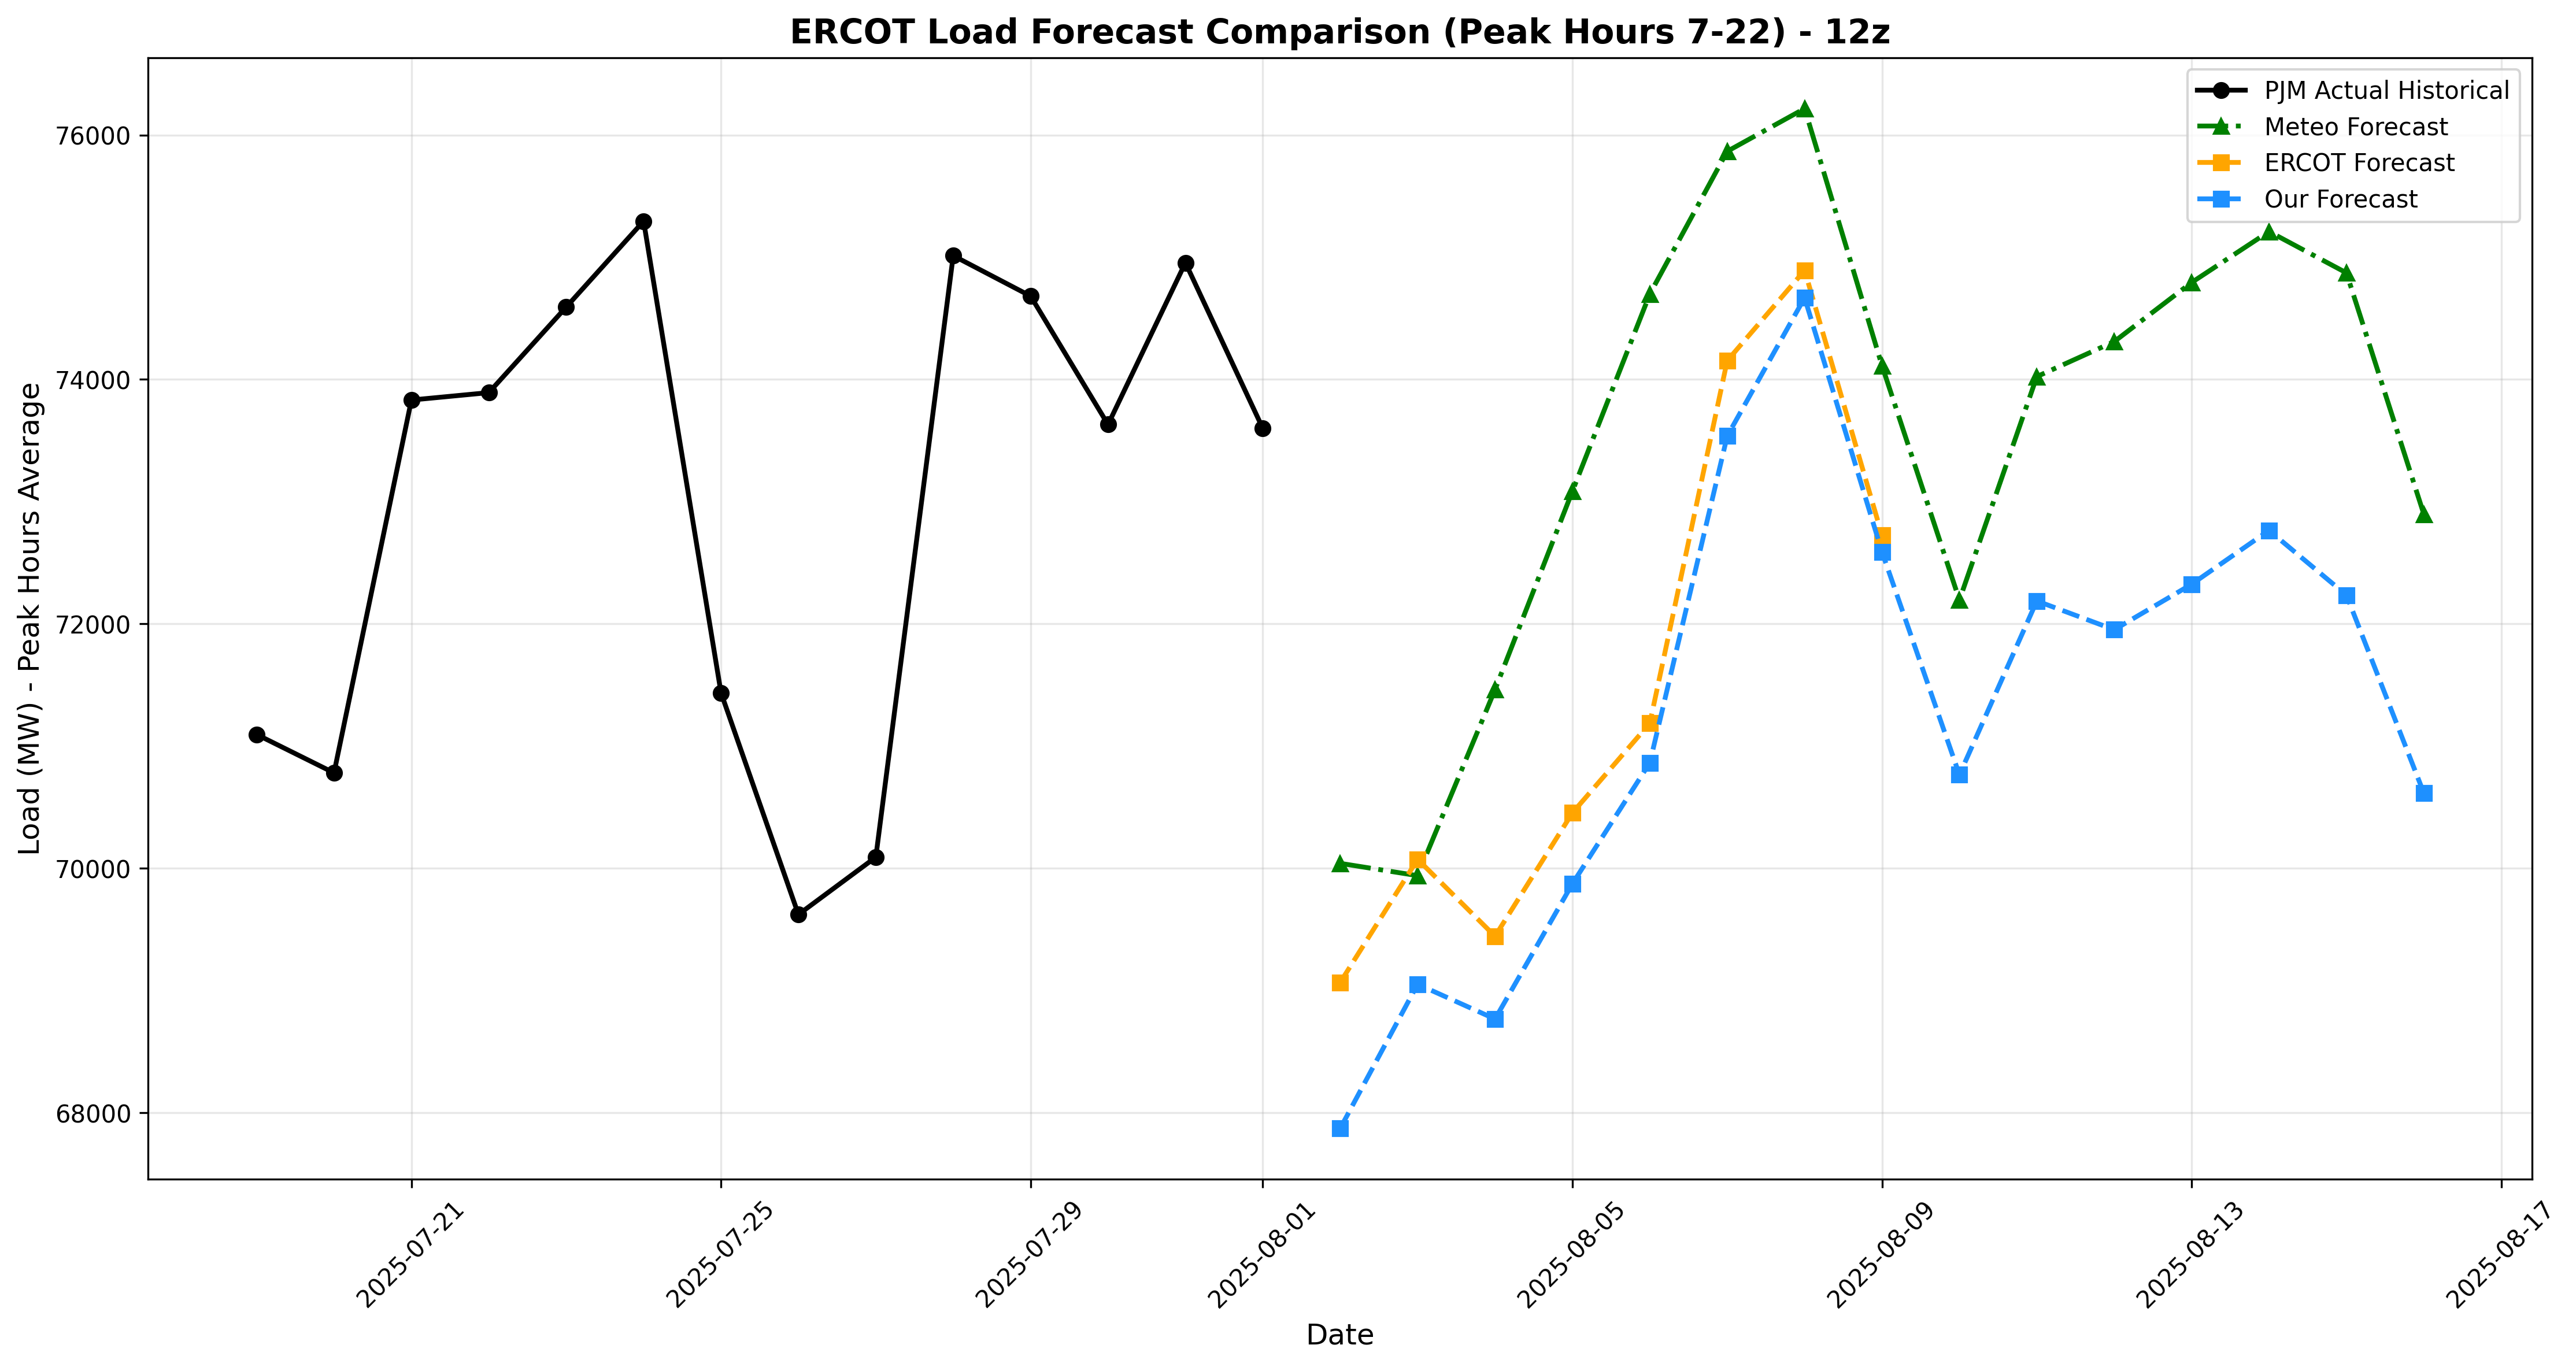 ERCOT Load Forecast Comparison (Peak Hours 7-22) - 12z
PJM Actual Historical
Meteo Forecast
ERCOT Forecast
Our Forecast
Load (MW) - Peak Hours Average
76000
74000
72000
70000
68000
2025-07-21
2025-07-25
2025-07-29
2025-08-01
2025-08-05
2025-08-09
2025-08-13
2025-08-17
Date